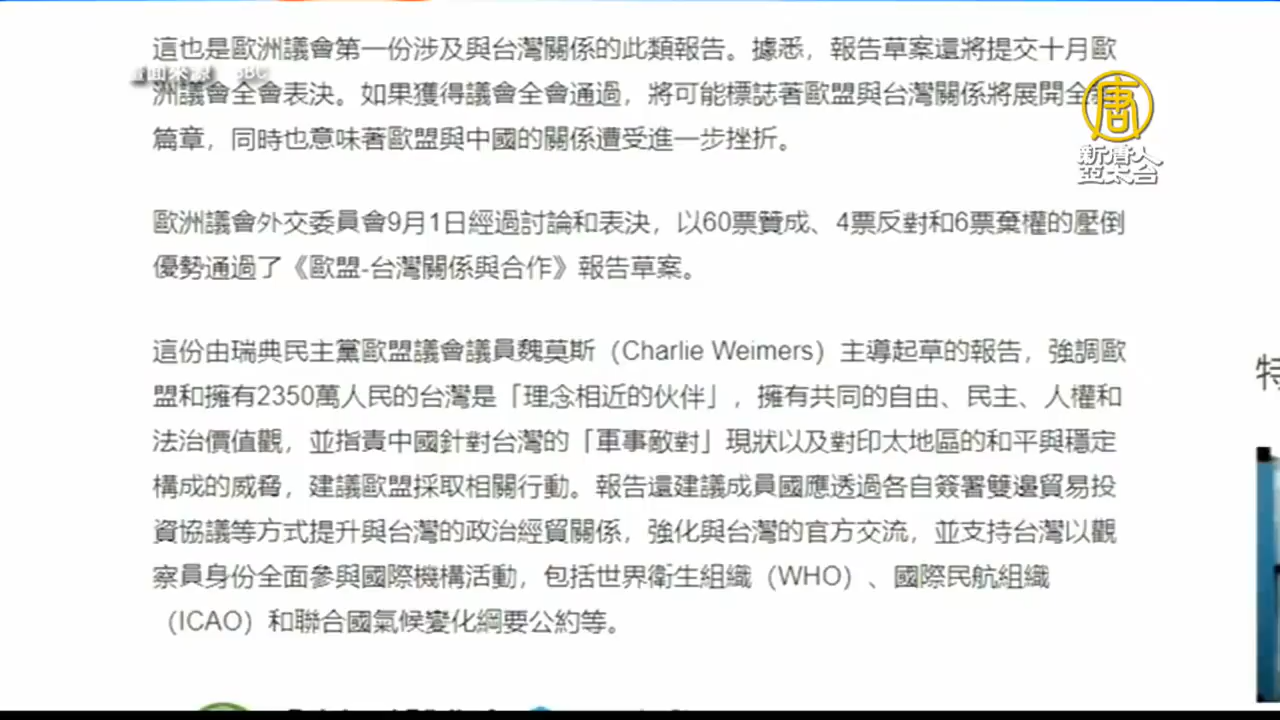 這也是歐洲議會第一份涉及與台灣關係的此類報告。據悉，報告草案還將提交十月歐
畫面來源 BBC
洲議會全會表決。如果獲得議會全會通過，將可能標誌著歐盟與台灣關係將展開全
篇章，同時也意味著歐盟與中國的關係遭受進一步挫折。
唐
新唐人
亞太台
歐洲議會外交委員會9月1日經過討論和表決，以60票贊成、4票反對和6票棄權的壓倒
優勢通過了《歐盟-台灣關係與合作》報告草案。
這份由瑞典民主黨歐盟議會議員魏莫斯（Charlie Weimers）主導起草的報告，強調歐
盟和擁有2350萬人民的台灣是「理念相近的伙伴」，擁有共同的自由、民主、人權和
法治價值觀，並指責中國針對台灣的「軍事敵對」現狀以及對印太地區的和平與穩定
構成的威脅，建議歐盟採取相關行動。報告還建議成員國應透過各自簽署雙邊貿易投
資協議等方式提升與台灣的政治經貿關係，強化與台灣的官方交流，並支持台灣以觀
察員身份全面參與國際機構活動，包括世界衛生組織（WHO）、國際民航組織
（ICAO）和聯合國氣候變化綱要公約等。
特